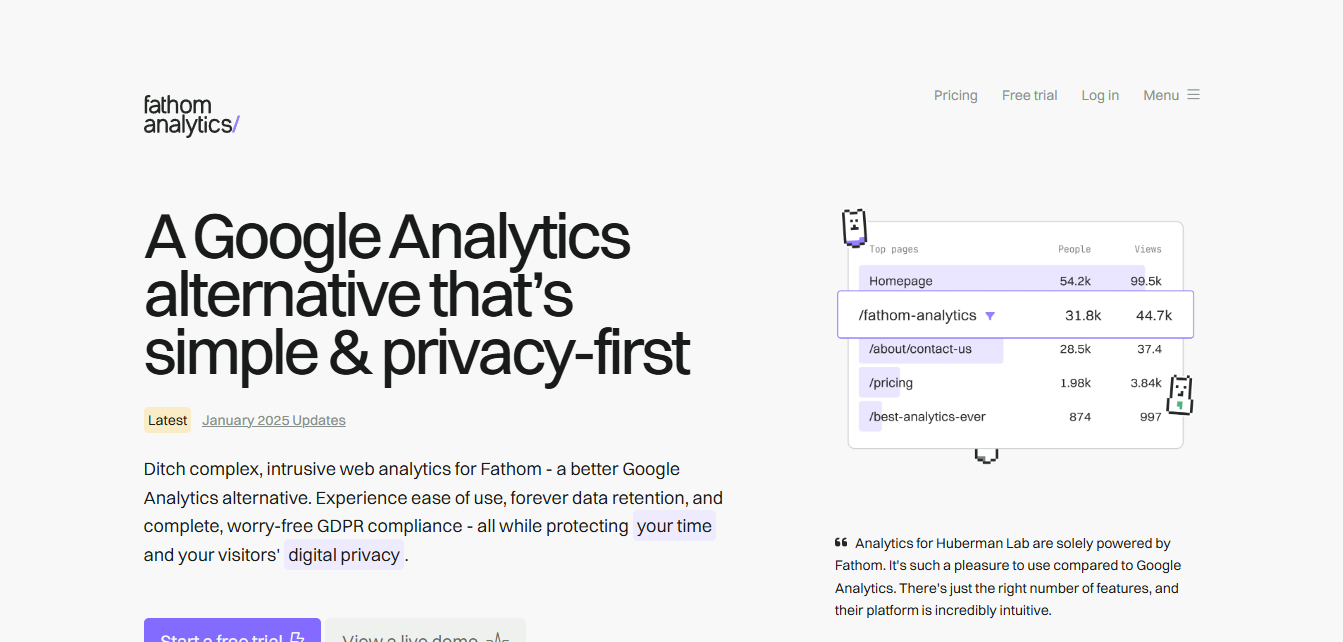 fathom
analytics/
Pricing Free trial Log in Menu
A Google Analytics
alternative that’s
simple & privacy-first
Latest January 2025 Updates
Ditch complex, intrusive web analytics for Fathom - a better Google
Analytics alternative. Experience ease of use, forever data retention, and
complete, worry-free GDPR compliance - all while protecting your time
and your visitors' digital privacy.
Start a free trial View a live demo
Top pages People Views
Homepage 54.2k 99.5k
/fathom-analytics 31.8k 44.7k
/about/contact-us 28.5k 37.4
/pricing 1.98k 3.84k
/best-analytics-ever 874 997
“ Analytics for Huberman Lab are solely powered by
Fathom. It's such a pleasure to use compared to Google
Analytics. There's just the right number of features, and
their platform is incredibly intuitive.